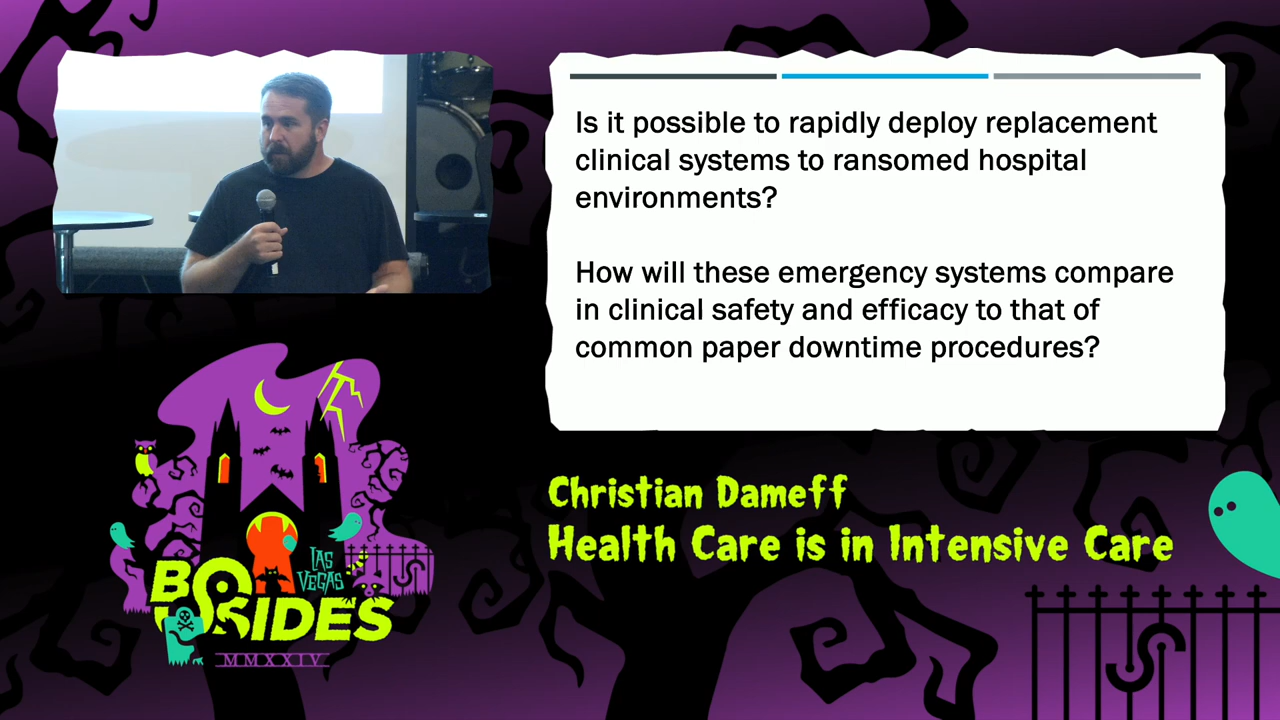 Is it possible to rapidly deploy replacement
clinical systems to ransomed hospital
environments?
How will these emergency systems compare
in clinical safety and efficacy to that of
common paper downtime procedures?
Christian Dameff
Health Care is in Intensive Care
LAS
VEGAS
BSIDES
MMXXIV